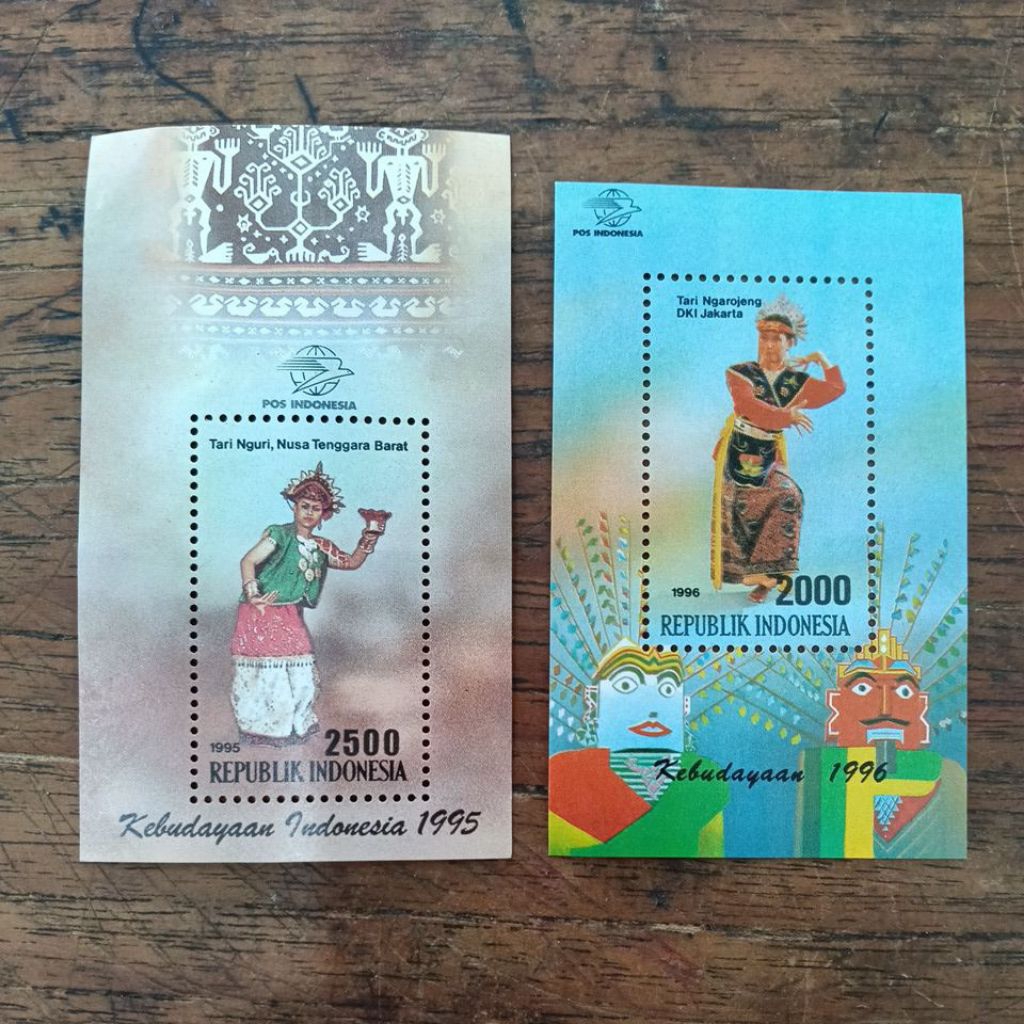 POS INDONESIA
Tari Nguri, Nusa Tenggara Barat
1995
2500
REPUBLIK INDONESIA
Kebudayaan Indonesia 1995
POS INDONESIA
Tari Ngarojeng
DKI Jakarta
1996
2000
REPUBLIK INDONESIA
Kebudayaan 1996